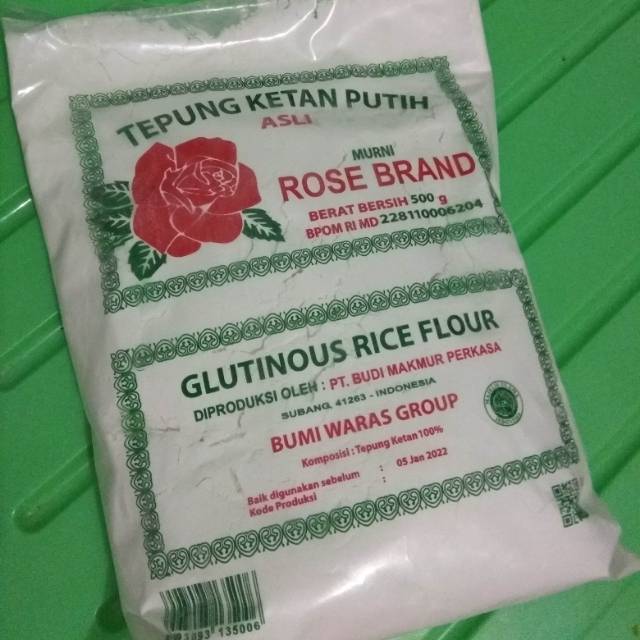 TEPUNG KETAN PUTIH
ASLI
MURNI
ROSE BRAND
BERAT BERSIH 500 g
BPOM RI MD 228110006204
GLUTINOUS RICE FLOUR
DIPRODUKSI OLEH : PT. BUDI MAKMUR PERKASA
SUBANG, 41263 - INDONESIA
BUMI WARAS GROUP
Komposisi : Tepung Ketan 100%
Baik digunakan sebelum : 05 Jan 2022
Kode Produksi :
135006